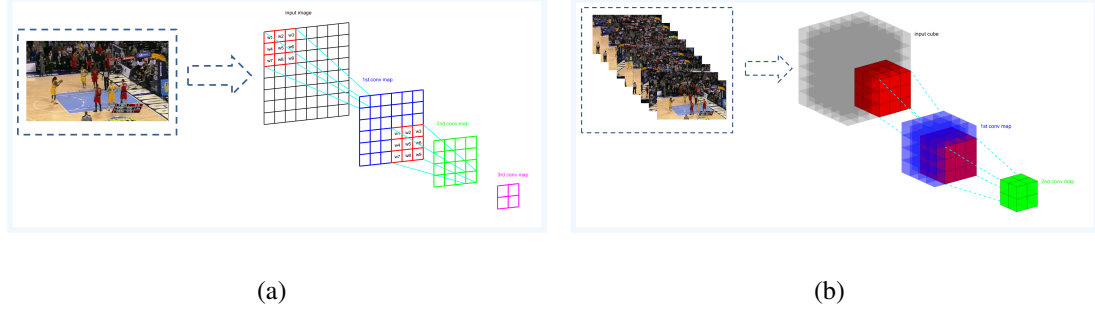 input image
w1 w2 w3
w4 w5 w6
w7 w8 w9
1st conv map
w1 w2 w3
w4 w5 w6
w7 w8 w9
2nd conv map
3rd conv map
(a)
input cube
1st conv map
2nd conv map
(b)